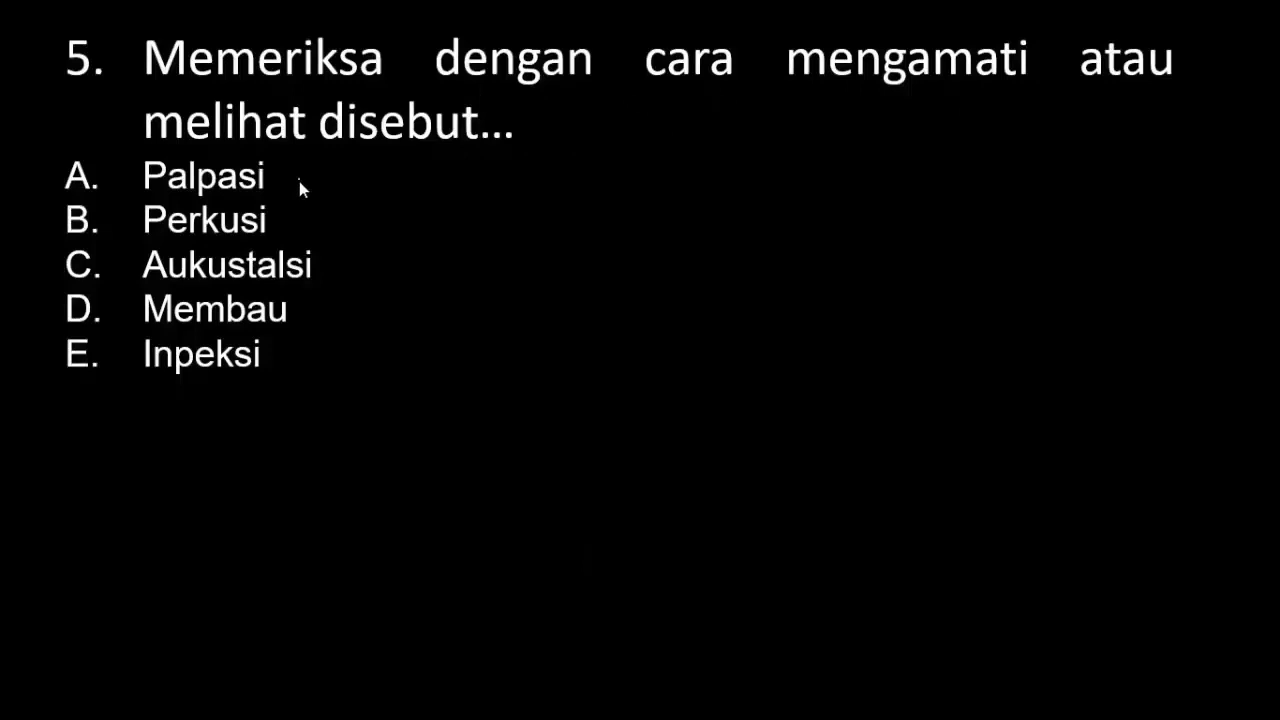 5. Memeriksa dengan cara mengamati atau
melihat disebut...
A. Palpasi
B. Perkusi
C. Aukustalsi
D. Membau
E. Inpeksi